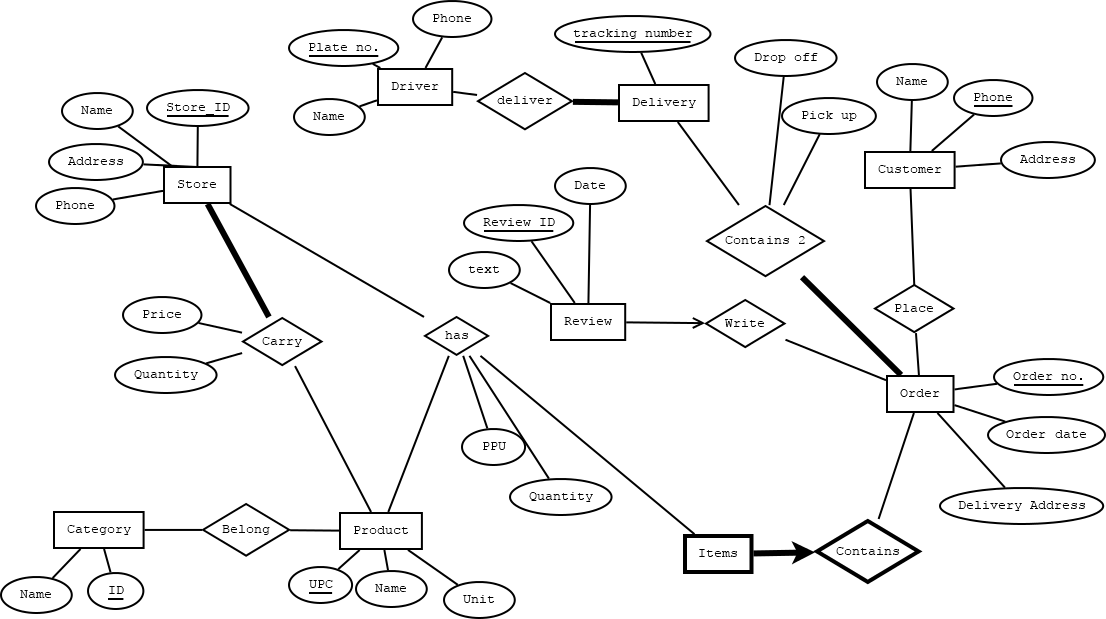 Phone
Plate no.
tracking number
Drop off
Driver
Name
Phone
Store_ID
Name
deliver
Delivery
Name
Pick up
Address
Address
Customer
Store
Date
Phone
Review ID
Contains 2
text
Price
Review
Write
Place
has
Carry
Quantity
Order no.
Order
Order date
PPU
Quantity
Delivery Address
Category
Belong
Product
Items
Contains
Name
ID
UPC
Name
Unit